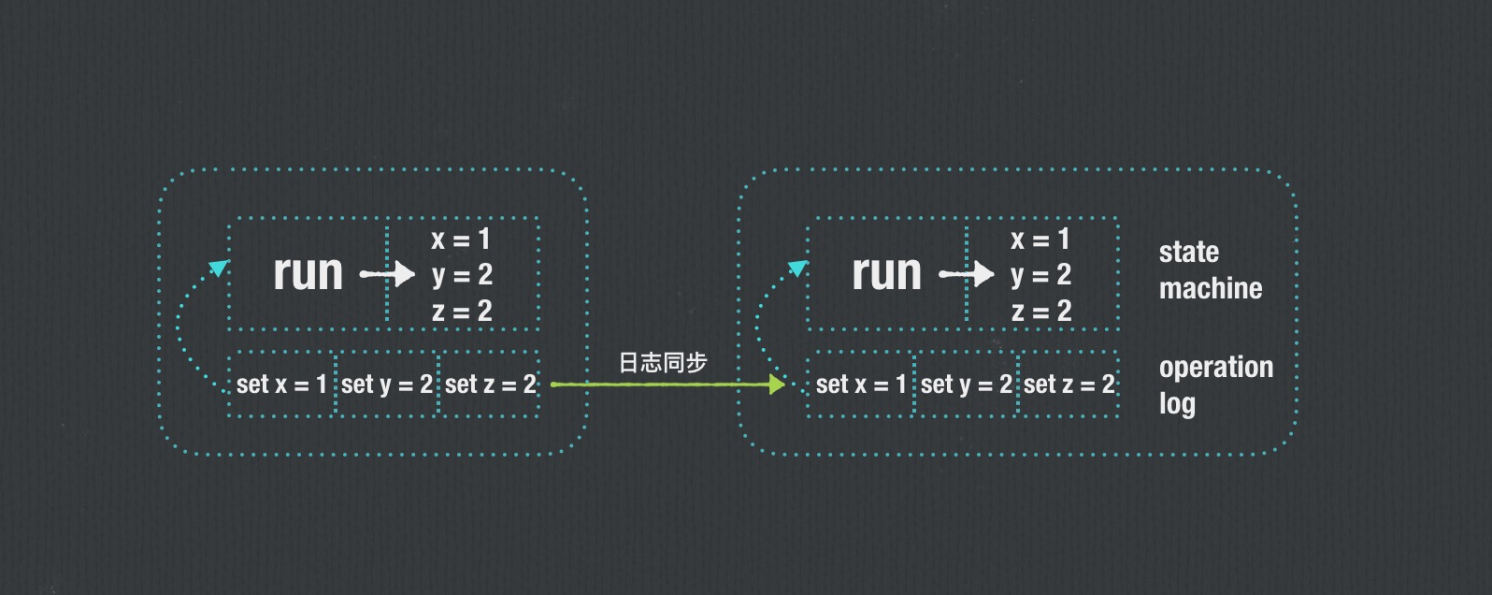 run
x = 1
y = 2
z = 2
set x = 1
set y = 2
set z = 2
日志同步
run
x = 1
y = 2
z = 2
set x = 1
set y = 2
set z = 2
state
machine
operation
log